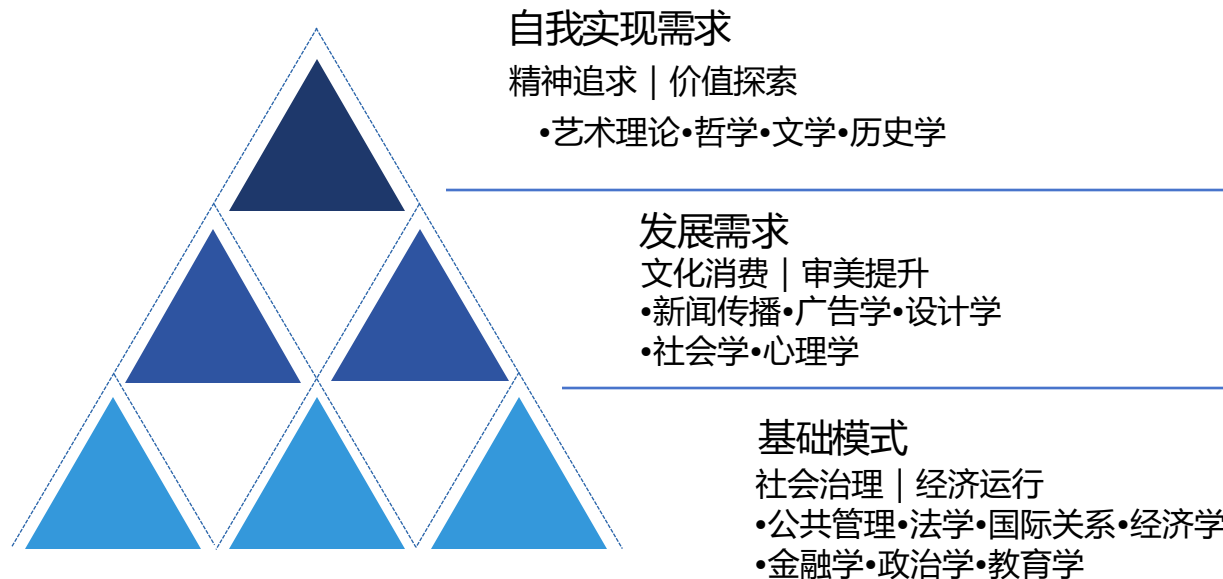 自我实现需求
精神追求｜价值探索
•艺术理论•哲学•文学•历史学
发展需求
文化消费｜审美提升
•新闻传播•广告学•设计学
•社会学•心理学
基础模式
社会治理｜经济运行
•公共管理•法学•国际关系•经济学
•金融学•政治学•教育学